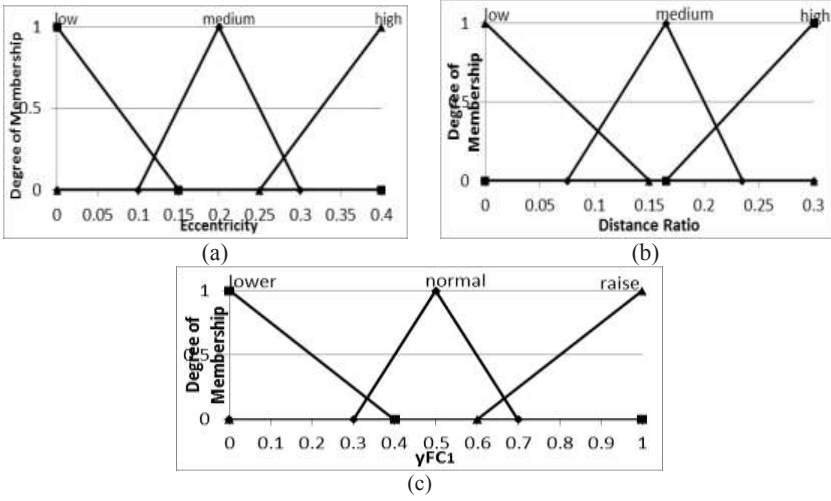 low medium high
Degree of Membership
1
0.5
0
0 0.05 0.1 0.15 0.2 0.25 0.3 0.35 0.4
Eccentricity
(a)
low medium high
Degree of
Membership
1
0.5
0
0 0.05 0.1 0.15 0.2 0.25 0.3
Distance Ratio
(b)
lower normal raise
Degree of
Membership
1
0.5
0
0 0.1 0.2 0.3 0.4 0.5 0.6 0.7 0.8 0.9 1
yFC1
(c)